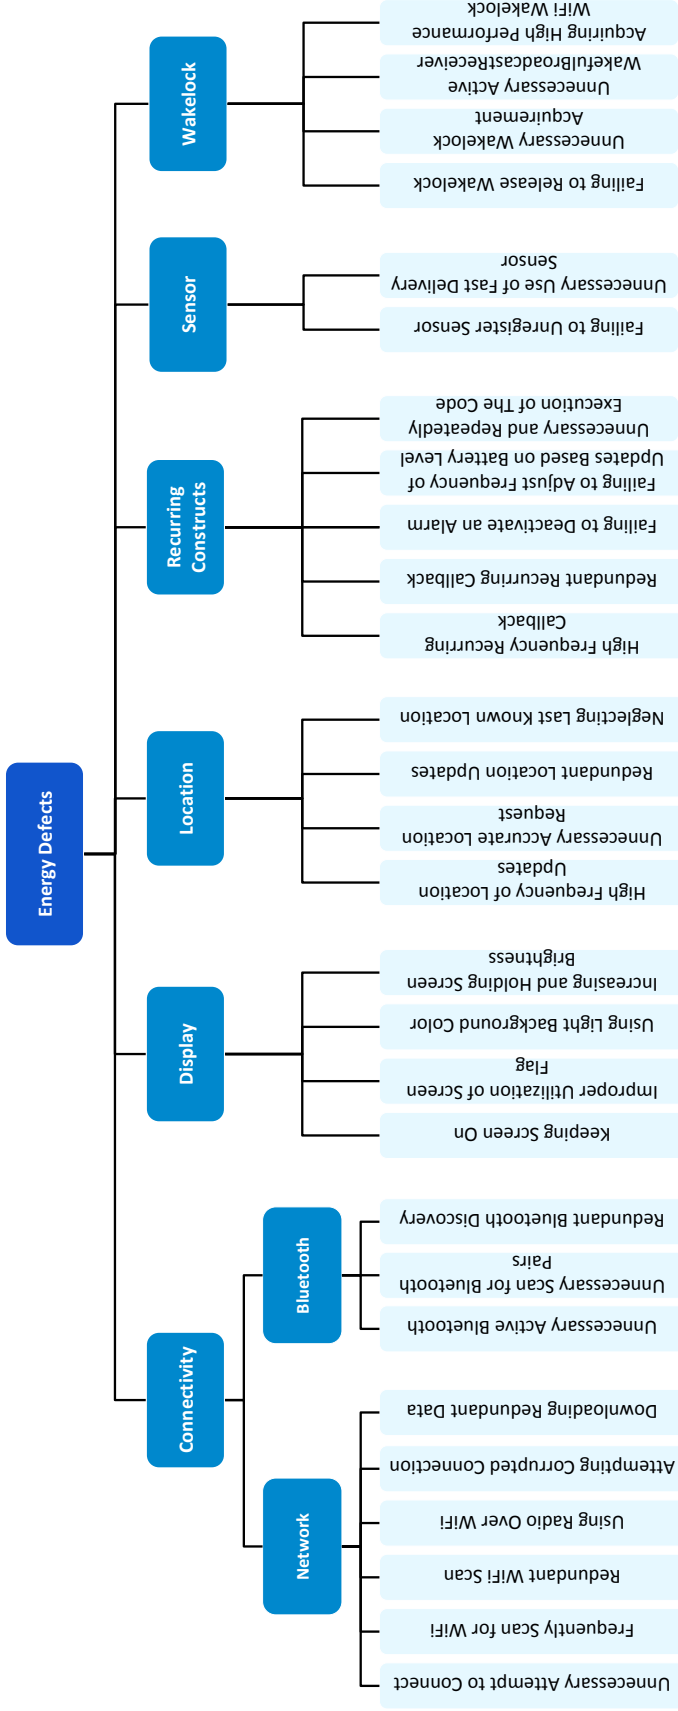 Energy Defects
Wakelock
Acquiring High Performance
WiFi Wakelock
Unnecessary Active
WakefulBroadcastReceiver
Unnecessary Wakelock
Acquirement
Failing to Release Wakelock
Sensor
Unnecessary Use of Fast Delivery
Sensor
Failing to Unregister Sensor
Recurring
Constructs
Unnecessary and Repeatedly
Execution of The Code
Failing to Adjust Frequency of
Updates Based on Battery Level
Failing to Deactivate an Alarm
Redundant Recurring Callback
High Frequency Recurring
Callback
Location
Neglecting Last Known Location
Redundant Location Updates
Unnecessary Accurate Location
Request
High Frequency of Location
Updates
Display
Increasing and Holding Screen
Brightness
Using Light Background Color
Improper Utilization of Screen
Flag
Keeping Screen On
Connectivity
Bluetooth
Redundant Bluetooth Discovery
Unnecessary Scan for Bluetooth
Pairs
Unnecessary Active Bluetooth
Network
Downloading Redundant Data
Attempting Corrupted Connection
Using Radio Over WiFi
Redundant WiFi Scan
Frequently Scan for WiFi
Unnecessary Attempt to Connect